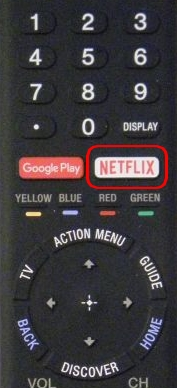 1 2 3
4 5 6
7 8 9
• 0 DISPLAY
Google Play NETFLIX
YELLOW BLUE RED GREEN
ACTION MENU
TV GUIDE
BACK HOME
DISCOVER
VOL CH